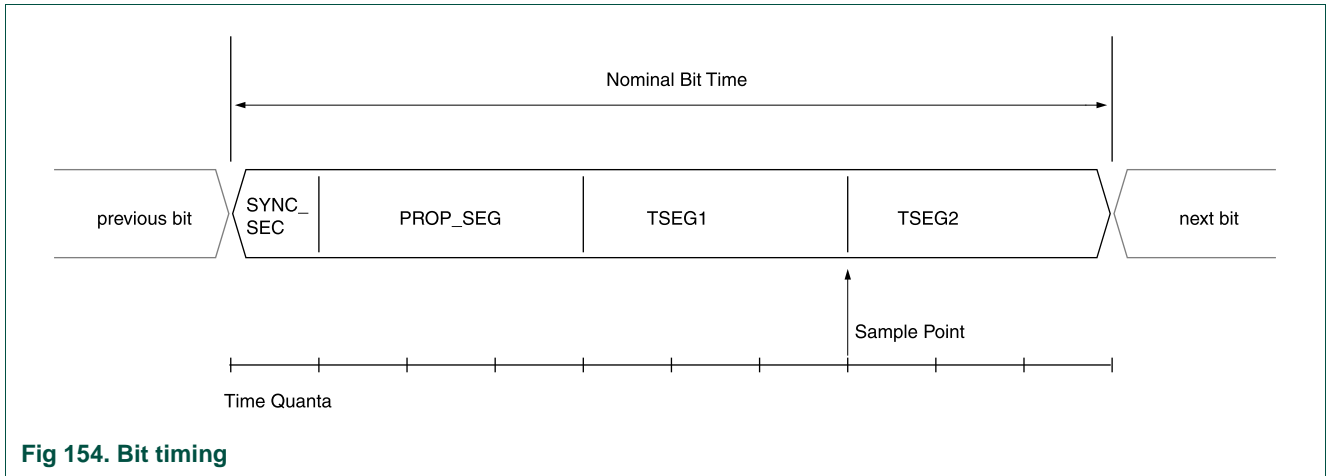 Nominal Bit Time
previous bit
SYNC_
SEC
PROP_SEG
TSEG1
TSEG2
next bit
Sample Point
Time Quanta
Fig 154. Bit timing